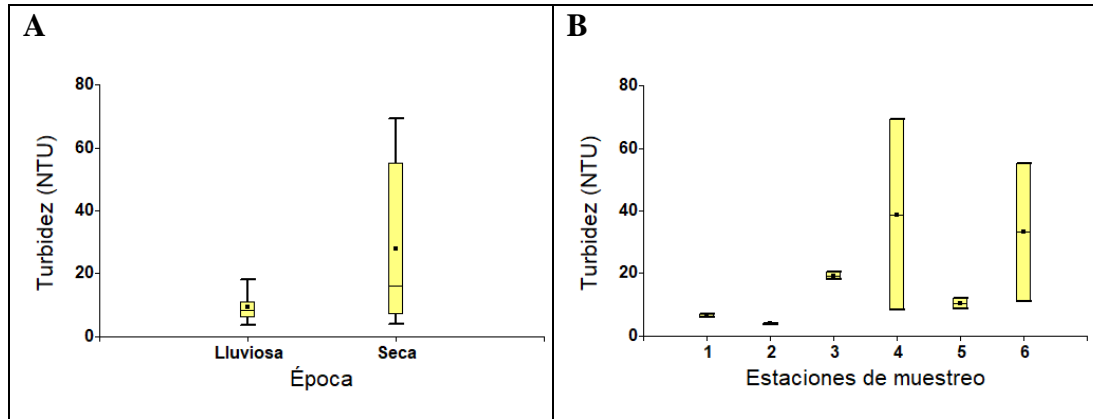 A
80
60
40
20
0
Turbidez (NTU)
Lluviosa Seca
Época
B
80
60
40
20
0
Turbidez (NTU)
1 2 3 4 5 6
Estaciones de muestreo